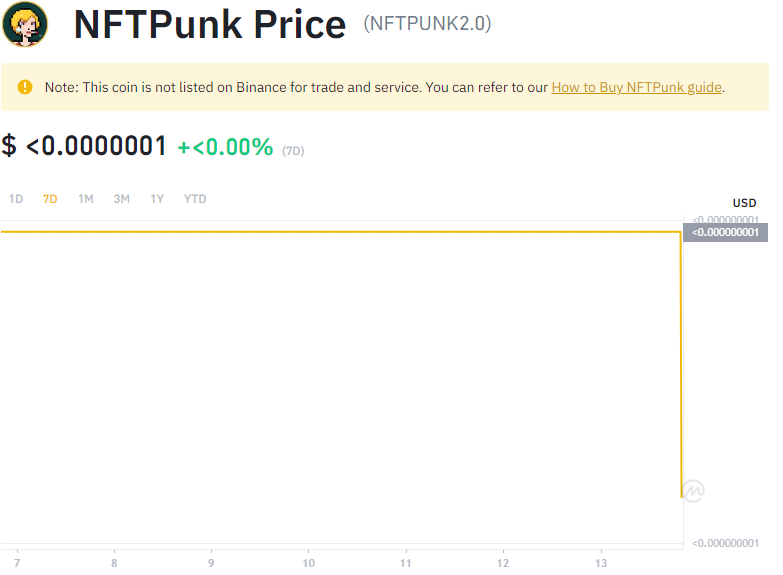 NFTPunk Price (NFTPUNK2.0)
Note: This coin is not listed on Binance for trade and service. You can refer to our How to Buy NFTPunk guide.
$ <0.0000001 +<0.00% (7D)
1D 7D 1M 3M 1Y YTD
USD
<0.000000001
<0.000000001
<0.000000001
7 8 9 10 11 12 13